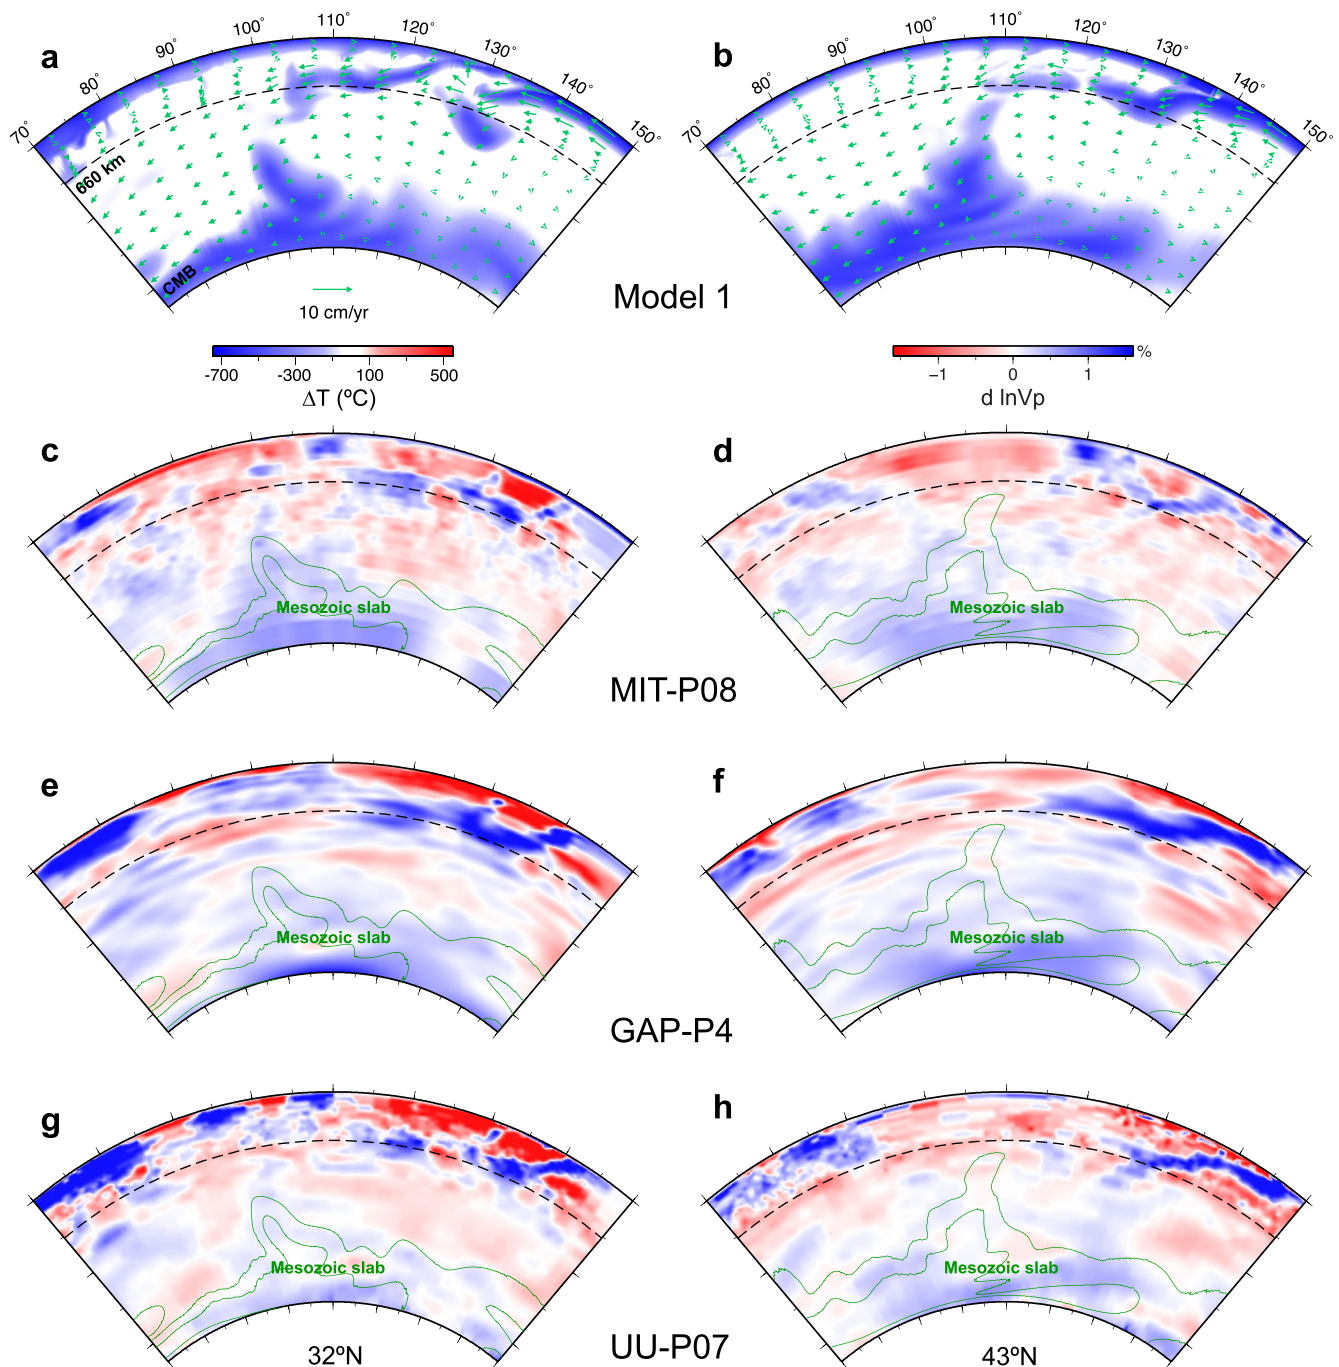 a
70°
80°
90°
100°
110°
120°
130°
140°
150°
660 km
CMB
10 cm/yr
b
70°
80°
90°
100°
110°
120°
130°
140°
150°
Model 1
-700
-300
100
500
ΔT (ºC)
−1
0
1
%
d lnVp
c
Mesozoic slab
d
Mesozoic slab
MIT-P08
e
Mesozoic slab
f
Mesozoic slab
GAP-P4
g
Mesozoic slab
h
Mesozoic slab
32ºN
UU-P07
43ºN